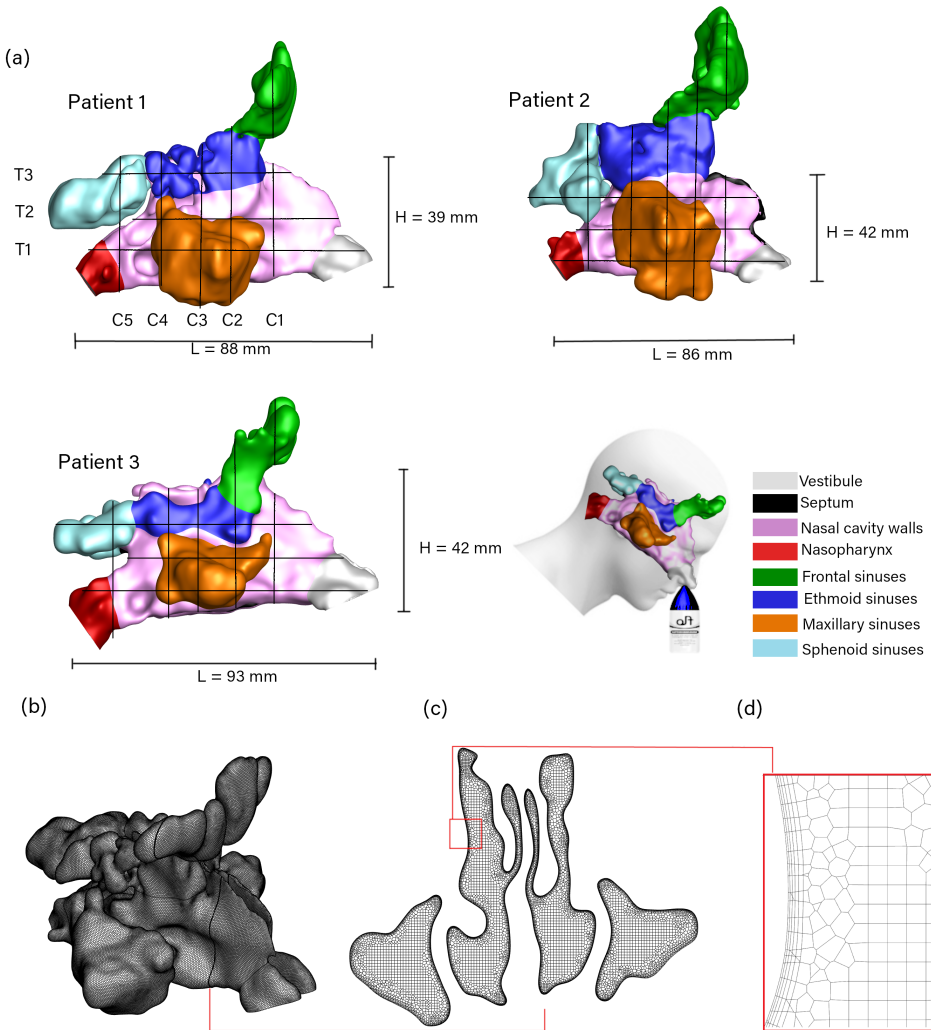 (a)
Patient 1
T3
T2
T1
H = 39 mm
C5 C4 C3 C2 C1
L = 88 mm
Patient 2
H = 42 mm
L = 86 mm
Patient 3
H = 42 mm
L = 93 mm
Vestibule
Septum
Nasal cavity walls
Nasopharynx
Frontal sinuses
Ethmoid sinuses
Maxillary sinuses
Sphenoid sinuses
(b)
(c)
(d)